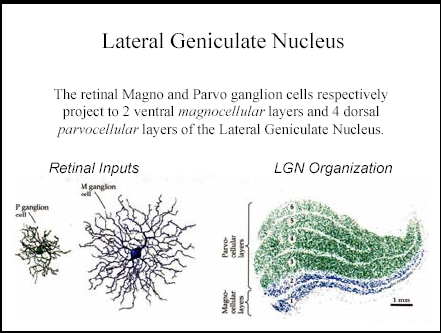 Lateral Geniculate Nucleus
The retinal Magno and Parvo ganglion cells respectively
project to 2 ventral magnocellular layers and 4 dorsal
parvocellular layers of the Lateral Geniculate Nucleus.
Retinal Inputs
LGN Organization
P ganglion
cell
M ganglion
cell
Parvo-
cellular
layers
Magno-
cellular
layers
6
5
4
3
1 mm